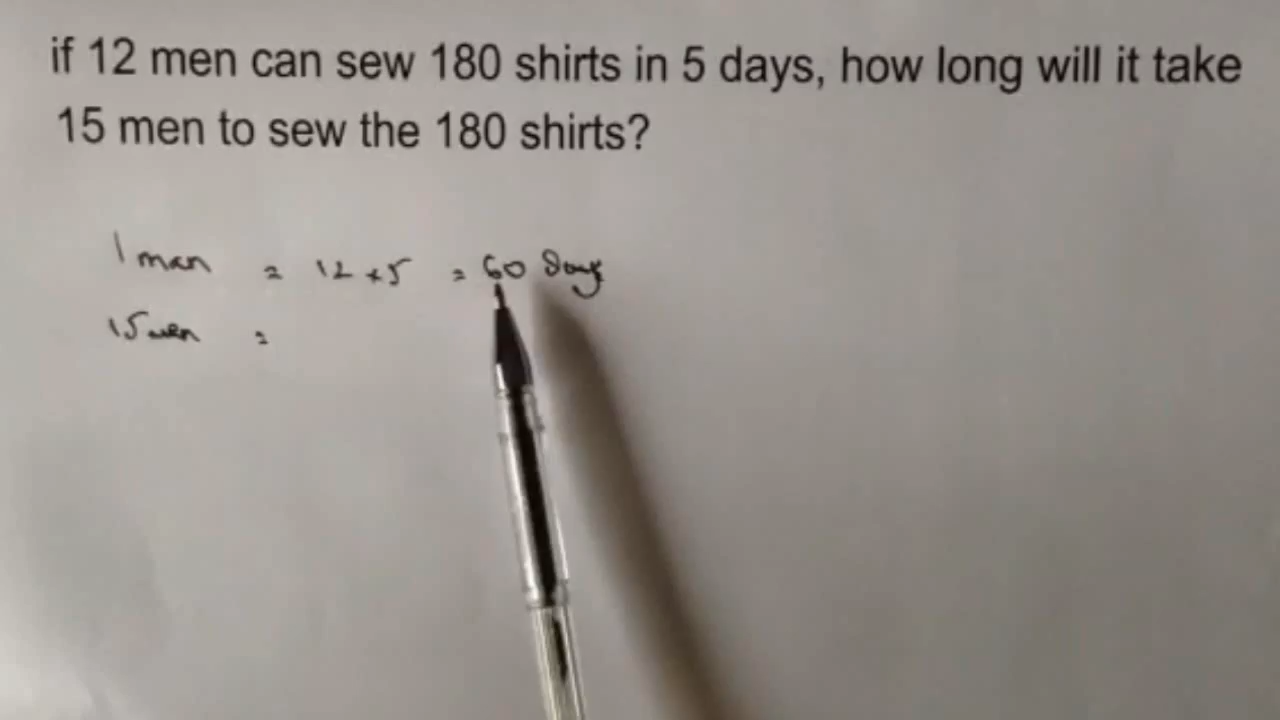 if 12 men can sew 180 shirts in 5 days, how long will it take
15 men to sew the 180 shirts?
1 man = 12 x 5 = 60 days
15 men =